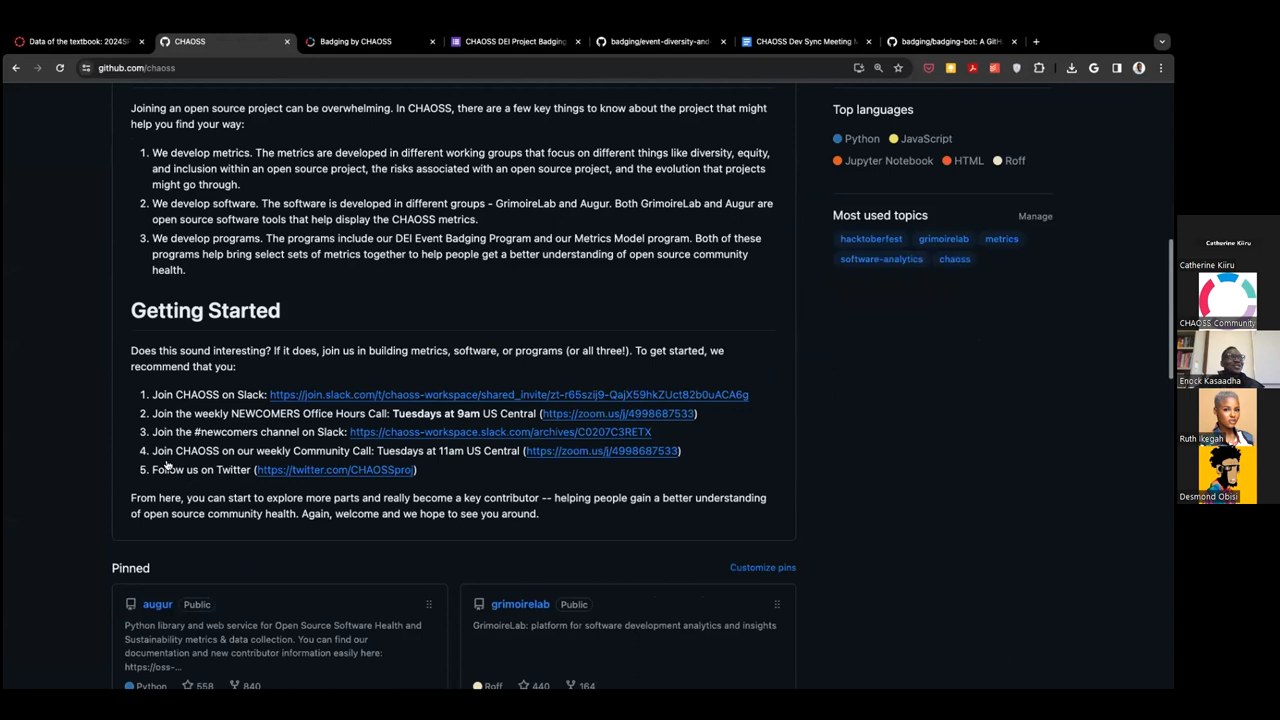 Data of the textbook: 2024SP
CHAOSS
Badging by CHAOSS
CHAOSS DEI Project Badging
badging/event-diversity-and-
CHAOSS Dev Sync Meeting M
badging/badging-bot: A GitH
github.com/chaoss
Joining an open source project can be overwhelming. In CHAOSS, there are a few key things to know about the project that might
help you find your way:
1. We develop metrics. The metrics are developed in different working groups that focus on different things like diversity, equity,
and inclusion within an open source project, the risks associated with an open source project, and the evolution that projects
might go through.
2. We develop software. The software is developed in different groups - GrimoireLab and Augur. Both GrimoireLab and Augur are
open source software tools that help display the CHAOSS metrics.
3. We develop programs. The programs include our DEI Event Badging Program and our Metrics Model program. Both of these
programs help bring select sets of metrics together to help people get a better understanding of open source community
health.
Getting Started
Does this sound interesting? If it does, join us in building metrics, software, or programs (or all three!). To get started, we
recommend that you:
1. Join CHAOSS on Slack: https://join.slack.com/t/chaoss-workspace/shared_invite/zt-r65szij9-QajX59hkZUct82b0uACA6g
2. Join the weekly NEWCOMERS Office Hours Call: Tuesdays at 9am US Central (https://zoom.us/j/4998687533)
3. Join the #newcomers channel on Slack: https://chaoss-workspace.slack.com/archives/C0207C3RETX
4. Join CHAOSS on our weekly Community Call: Tuesdays at 11am US Central (https://zoom.us/j/4998687533)
5. Follow us on Twitter (https://twitter.com/CHAOSSproj)
From here, you can start to explore more parts and really become a key contributor -- helping people gain a better understanding
of open source community health. Again, welcome and we hope to see you around.
Pinned
Customize pins
augur Public
Python library and web service for Open Source Software Health and
Sustainability metrics & data collection. You can find our
documentation and new contributor information easily here:
https://oss-...
Python 558 840
grimoirelab Public
GrimoireLab: platform for software development analytics and insights
Roff 440 164
Top languages
Python JavaScript
Jupyter Notebook HTML Roff
Most used topics Manage
hacktoberfest grimoirelab metrics
software-analytics chaoss
Catherine Kiiru
Catherine Kiiru
CHAOSS Community
Enock Kasaadha
Ruth Ikegah
Desmond Obisi